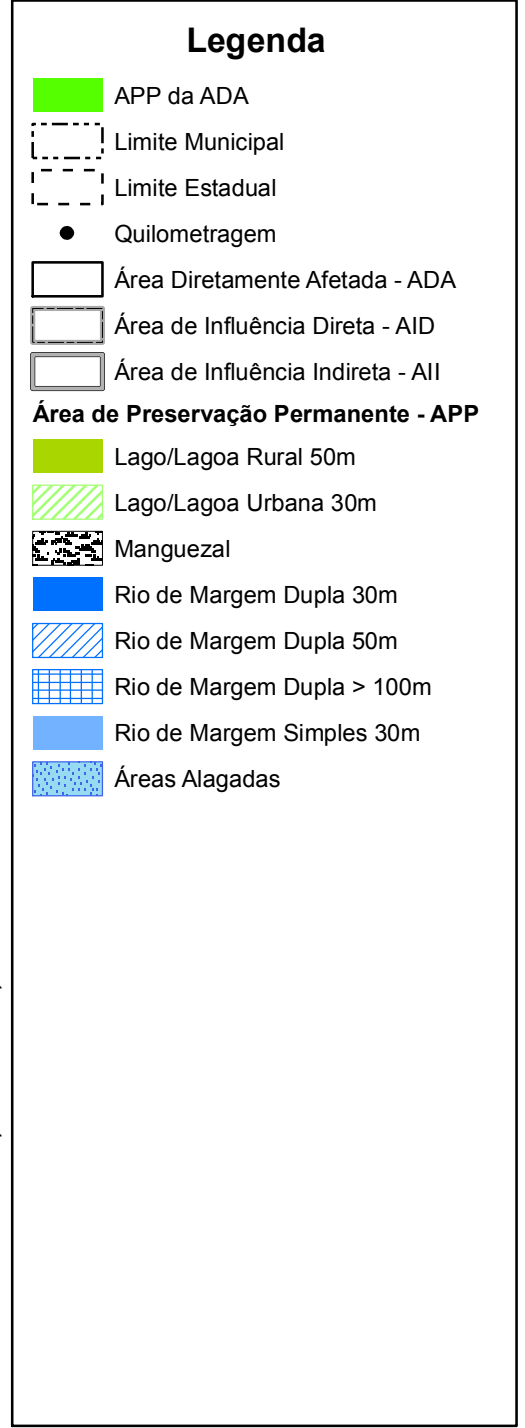 Legenda
APP da ADA
Limite Municipal
Limite Estadual
Quilometragem
Área Diretamente Afetada - ADA
Área de Influência Direta - AID
Área de Influência Indireta - AII
Área de Preservação Permanente - APP
Lago/Lagoa Rural 50m
Lago/Lagoa Urbana 30m
Manguezal
Rio de Margem Dupla 30m
Rio de Margem Dupla 50m
Rio de Margem Dupla > 100m
Rio de Margem Simples 30m
Áreas Alagadas